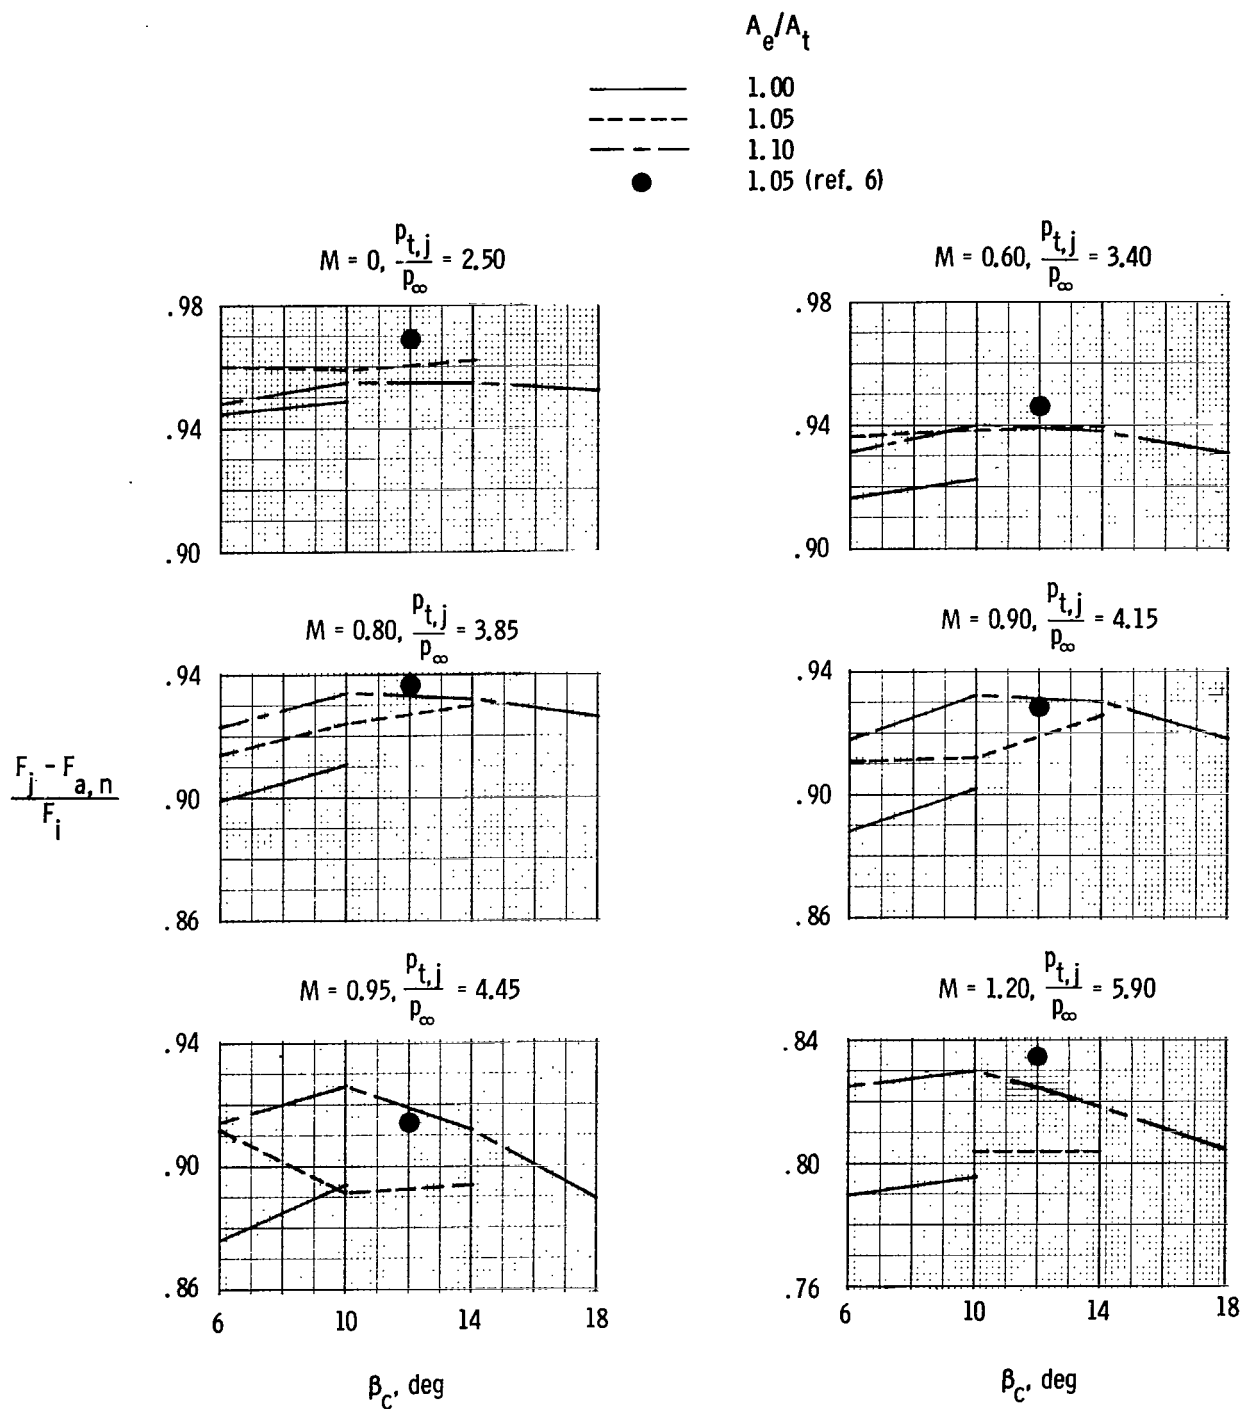 A_e/A_t
1.00
1.05
1.10
1.05 (ref. 6)
M = 0, p_t,j/p_∞ = 2.50
.98
.94
.90
M = 0.60, p_t,j/p_∞ = 3.40
.98
.94
.90
M = 0.80, p_t,j/p_∞ = 3.85
.94
.90
.86
M = 0.90, p_t,j/p_∞ = 4.15
.94
.90
.86
F_j - F_a,n
F_i
M = 0.95, p_t,j/p_∞ = 4.45
.94
.90
.86
6 10 14 18
β_c, deg
M = 1.20, p_t,j/p_∞ = 5.90
.84
.80
.76
6 10 14 18
β_c, deg